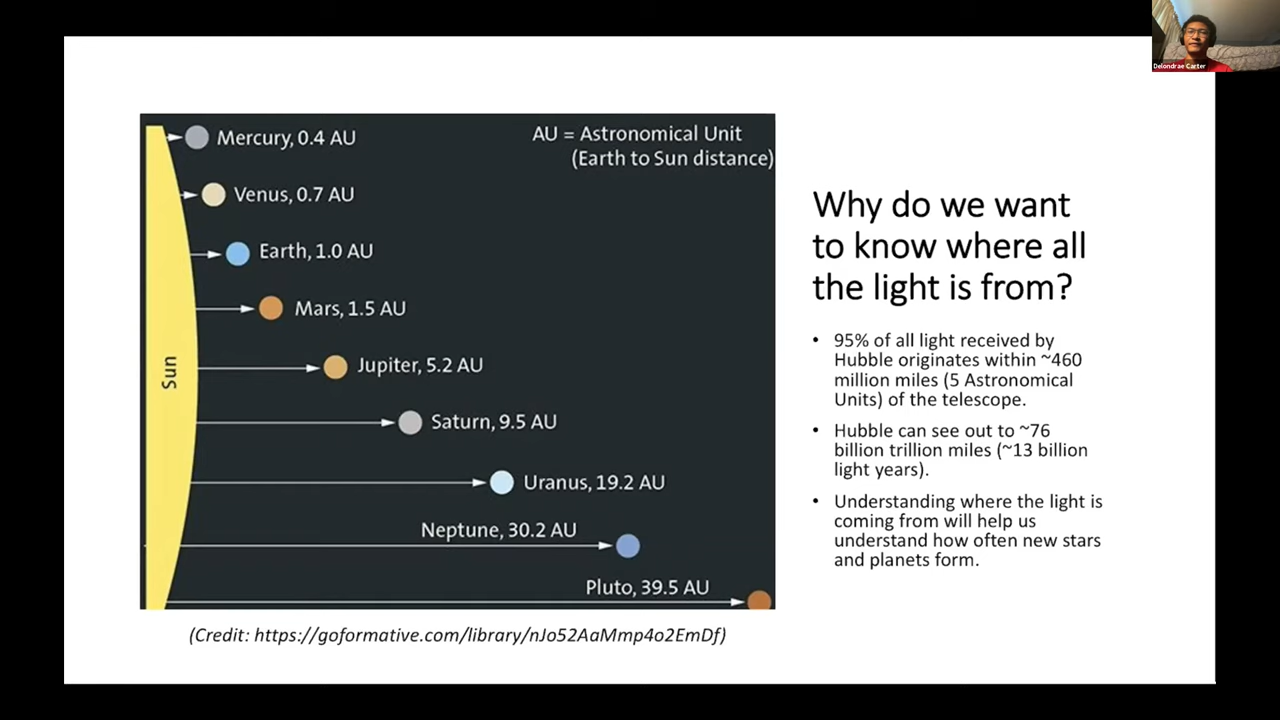 Delondrae Carter
Mercury, 0.4 AU
AU = Astronomical Unit
(Earth to Sun distance)
Venus, 0.7 AU
Earth, 1.0 AU
Mars, 1.5 AU
Sun
Jupiter, 5.2 AU
Saturn, 9.5 AU
Uranus, 19.2 AU
Neptune, 30.2 AU
Pluto, 39.5 AU
(Credit: https://goformative.com/library/nJo52AaMmp4o2EmDf)
Why do we want
to know where all
the light is from?
• 95% of all light received by
Hubble originates within ~460
million miles (5 Astronomical
Units) of the telescope.
• Hubble can see out to ~76
billion trillion miles (~13 billion
light years).
• Understanding where the light is
coming from will help us
understand how often new stars
and planets form.